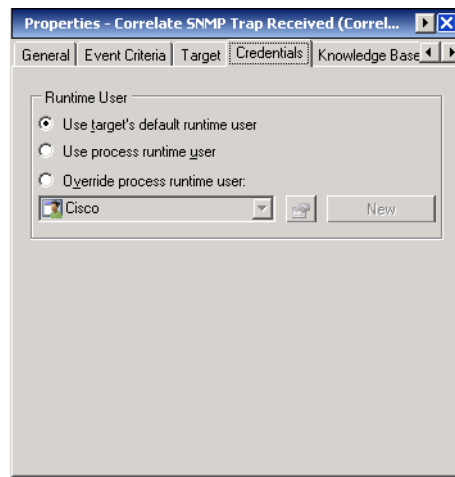 Properties - Correlate SNMP Trap Received (Correl...
General Event Criteria Target Credentials Knowledge Base
Runtime User
Use target's default runtime user
Use process runtime user
Override process runtime user:
Cisco New